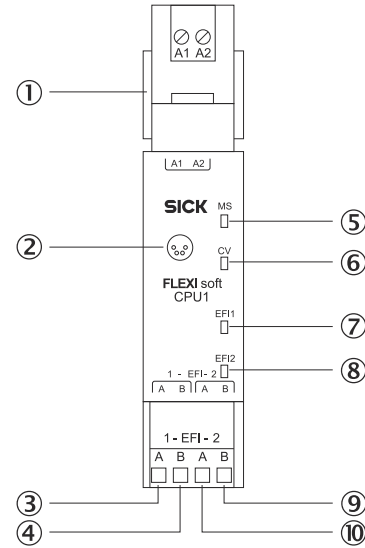 A1 A2
①
A1 A2
SICK
MS
⑤
②
CV
⑥
FLEXI soft
CPU1
EFI1
⑦
EFI2
⑧
1 - EFI - 2
A B A B
1 - EFI - 2
A B A B
③
⑨
④
⑩